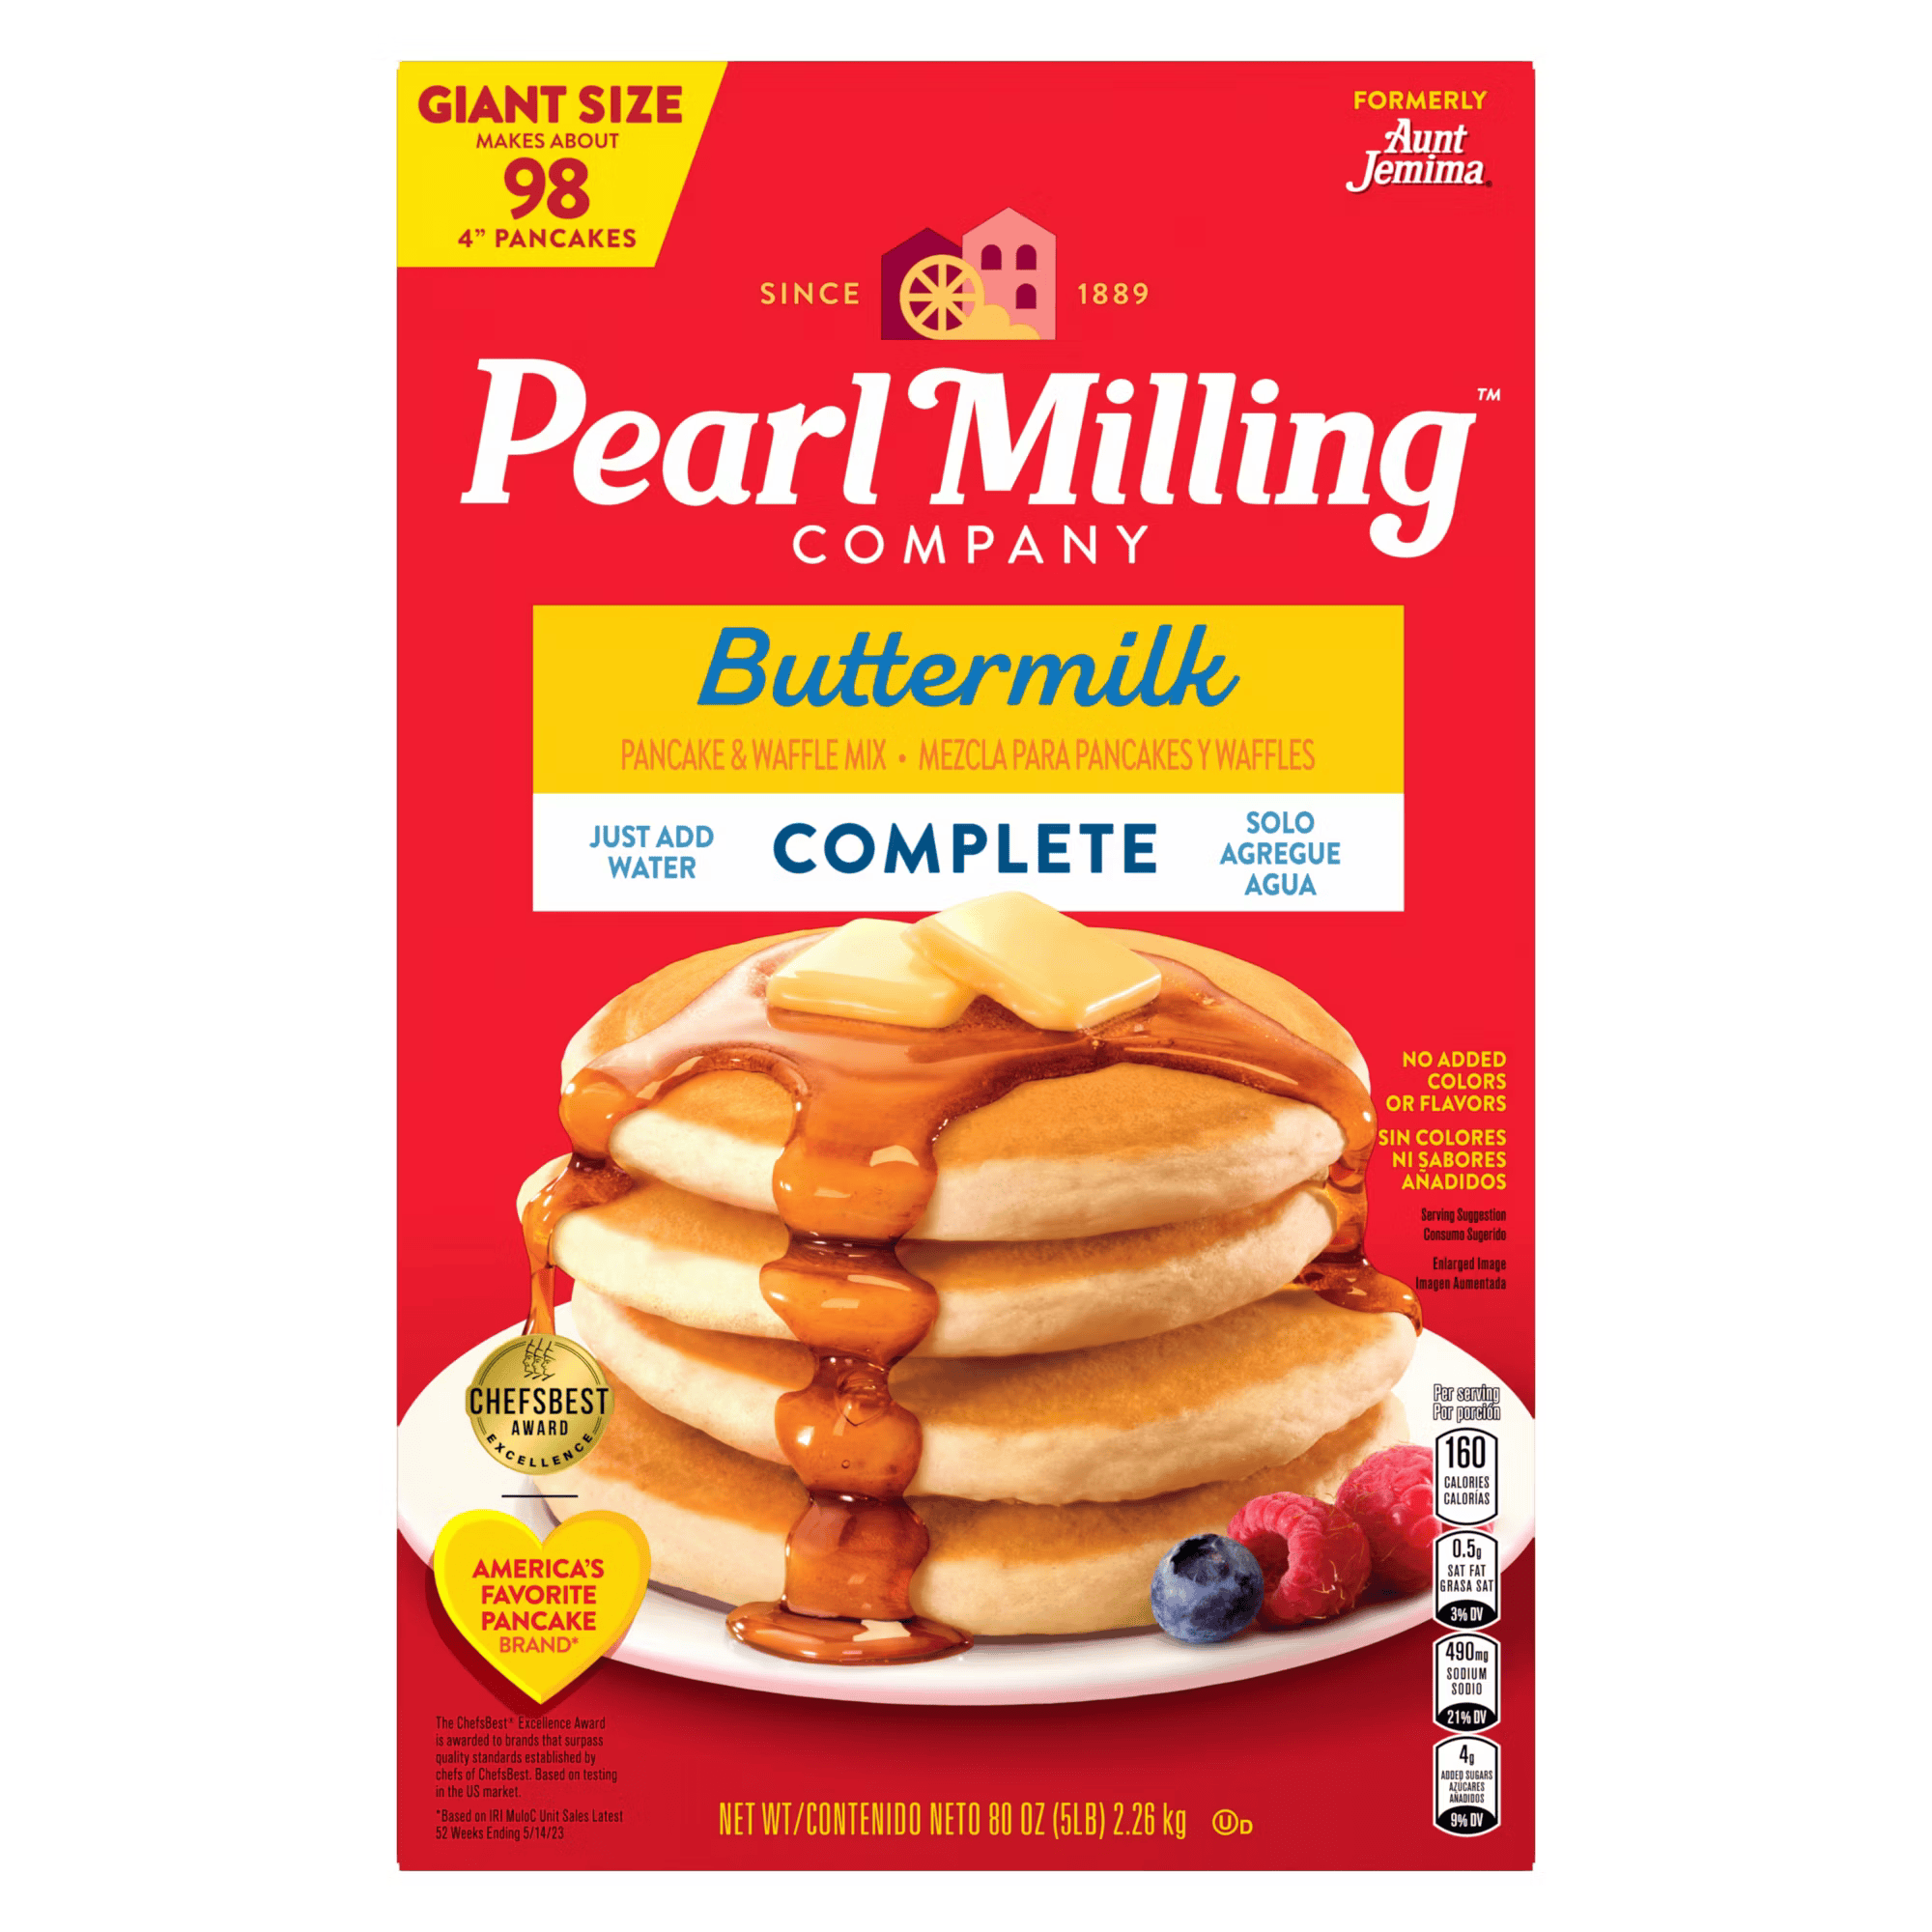 GIANT SIZE
MAKES ABOUT
98
4" PANCAKES
FORMERLY
Aunt
Jemima®
SINCE 1889
Pearl Milling™
COMPANY
Buttermilk
PANCAKE & WAFFLE MIX • MEZCLA PARA PANCAKES Y WAFFLES
JUST ADD
WATER
COMPLETE
SOLO
AGREGUE
AGUA
NO ADDED
COLORS
OR FLAVORS
SIN COLORES
NI SABORES
AÑADIDOS
Serving Suggestion
Consumo Sugerido
Enlarged Image
Imagen Aumentada
CHEFSBEST
AWARD
EXCELLENCE
AMERICA'S
FAVORITE
PANCAKE
BRAND*
The ChefsBest® Excellence Award
is awarded to brands that surpass
quality standards established by
chefs of ChefsBest. Based on testing
in the US market.
*Based on IRI MuloC Unit Sales Latest
52 Weeks Ending 5/14/23
Per serving
Por porción
160
CALORIES
CALORÍAS
0.5g
SAT FAT
GRASA SAT
3% DV
490mg
SODIUM
SODIO
21% DV
4g
ADDED SUGARS
AZÚCARES
AÑADIDOS
9% DV
NET WT/CONTENIDO NETO 80 OZ (5LB) 2.26 kg UD